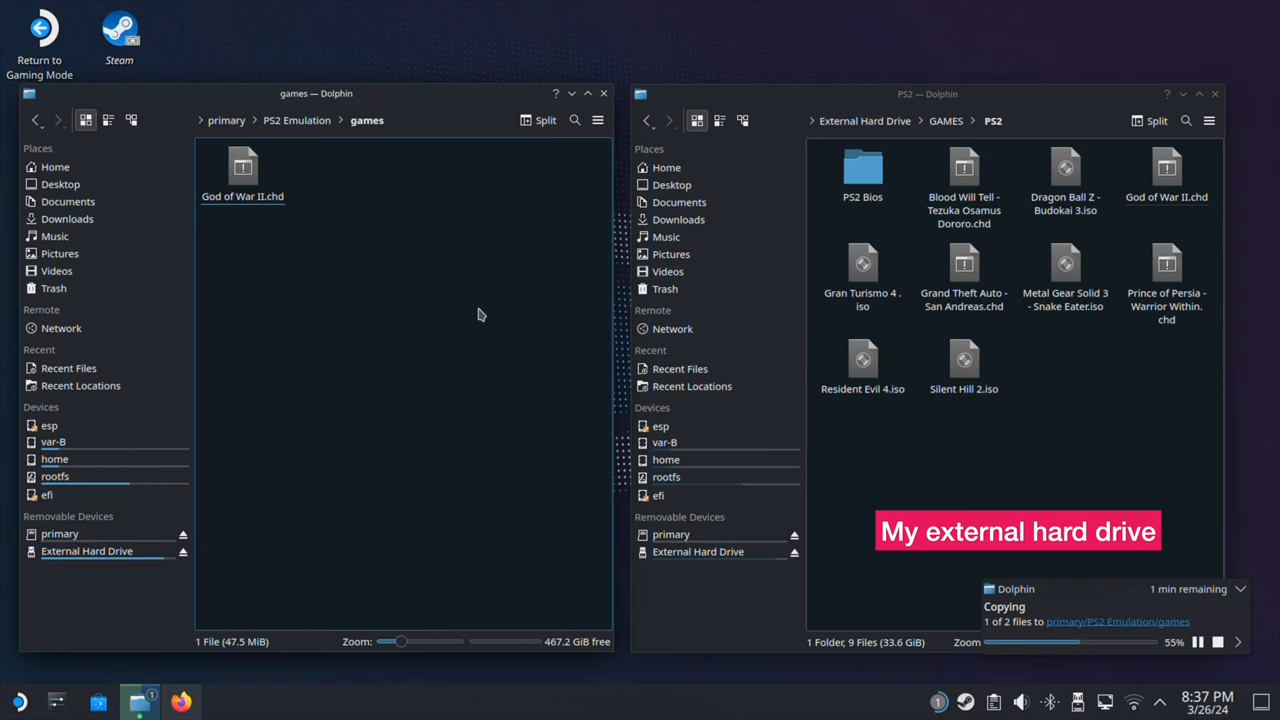 Return to
Gaming Mode
Steam
games — Dolphin
primary
PS2 Emulation
games
Split
Places
Home
Desktop
Documents
Downloads
Music
Pictures
Videos
Trash
Remote
Network
Recent
Recent Files
Recent Locations
Devices
esp
var-B
home
rootfs
efi
Removable Devices
primary
External Hard Drive
God of War II.chd
1 File (47.5 MiB)
Zoom:
467.2 GiB free
PS2 — Dolphin
External Hard Drive
GAMES
PS2
Split
Places
Home
Desktop
Documents
Downloads
Music
Pictures
Videos
Trash
Remote
Network
Recent
Recent Files
Recent Locations
Devices
esp
var-B
home
rootfs
efi
Removable Devices
primary
External Hard Drive
PS2 Bios
Blood Will Tell -
Tezuka Osamus
Dororo.chd
Dragon Ball Z -
Budokai 3.iso
God of War II.chd
Gran Turismo 4 .
iso
Grand Theft Auto -
San Andreas.chd
Metal Gear Solid 3
- Snake Eater.iso
Prince of Persia -
Warrior Within.
chd
Resident Evil 4.iso
Silent Hill 2.iso
My external hard drive
Dolphin
1 min remaining
Copying
1 of 2 files to primary/PS2 Emulation/games
55%
1 Folder, 9 Files (33.6 GiB)
Zoom
1
1
8:37 PM
3/26/24